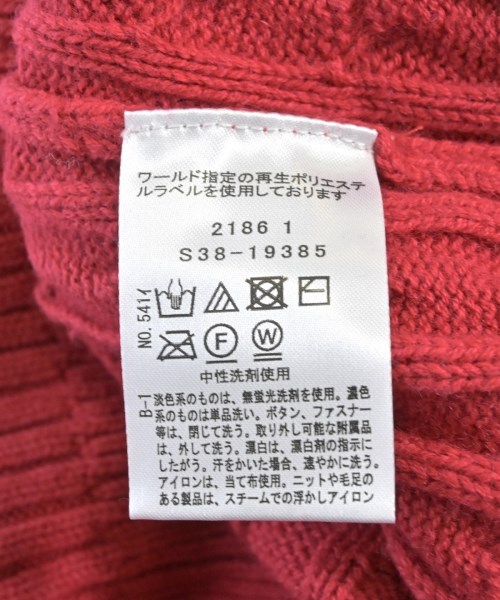 ワールド指定の再生ポリエステ
ルラベルを使用しております
2186 1
S38-19385
NO.541イ
F W
中性洗剤使用
B-1
淡色系のものは、無蛍光洗剤を使用。濃色
系のものは単品洗い。ボタン、ファスナー
等は、閉じて洗う。取り外し可能な附属品
は、外して洗う。漂白は、漂白剤の指示に
したがう。汗をかいた場合、速やかに洗う。
アイロンは、当て布使用。ニットや毛足の
ある製品は、スチームでの浮かしアイロン